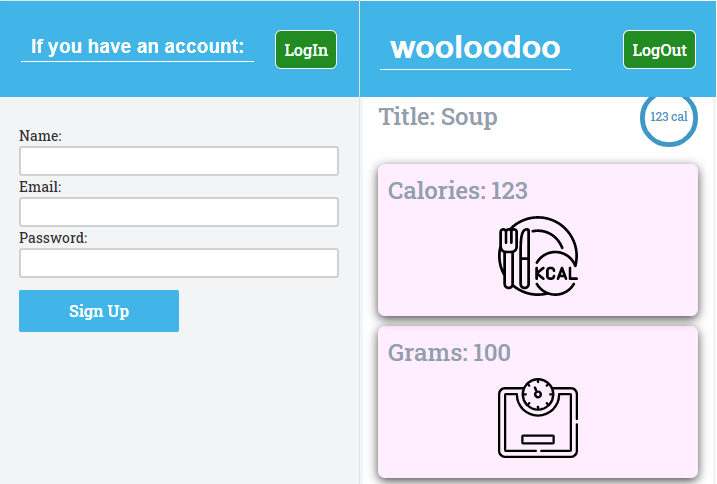 If you have an account:
LogIn
Name:
Email:
Password:
Sign Up
wooloodoo
LogOut
Title: Soup
123 cal
Calories: 123
KCAL
Grams: 100